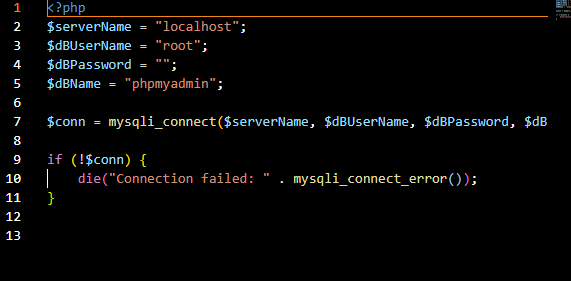 1 <?php
2 $serverName = "localhost";
3 $dBUserName = "root";
4 $dBPassword = "";
5 $dBName = "phpmyadmin";
6
7 $conn = mysqli_connect($serverName, $dBUserName, $dBPassword, $dB
8
9 if (!$conn) {
10 die("Connection failed: " . mysqli_connect_error());
11 }
12
13